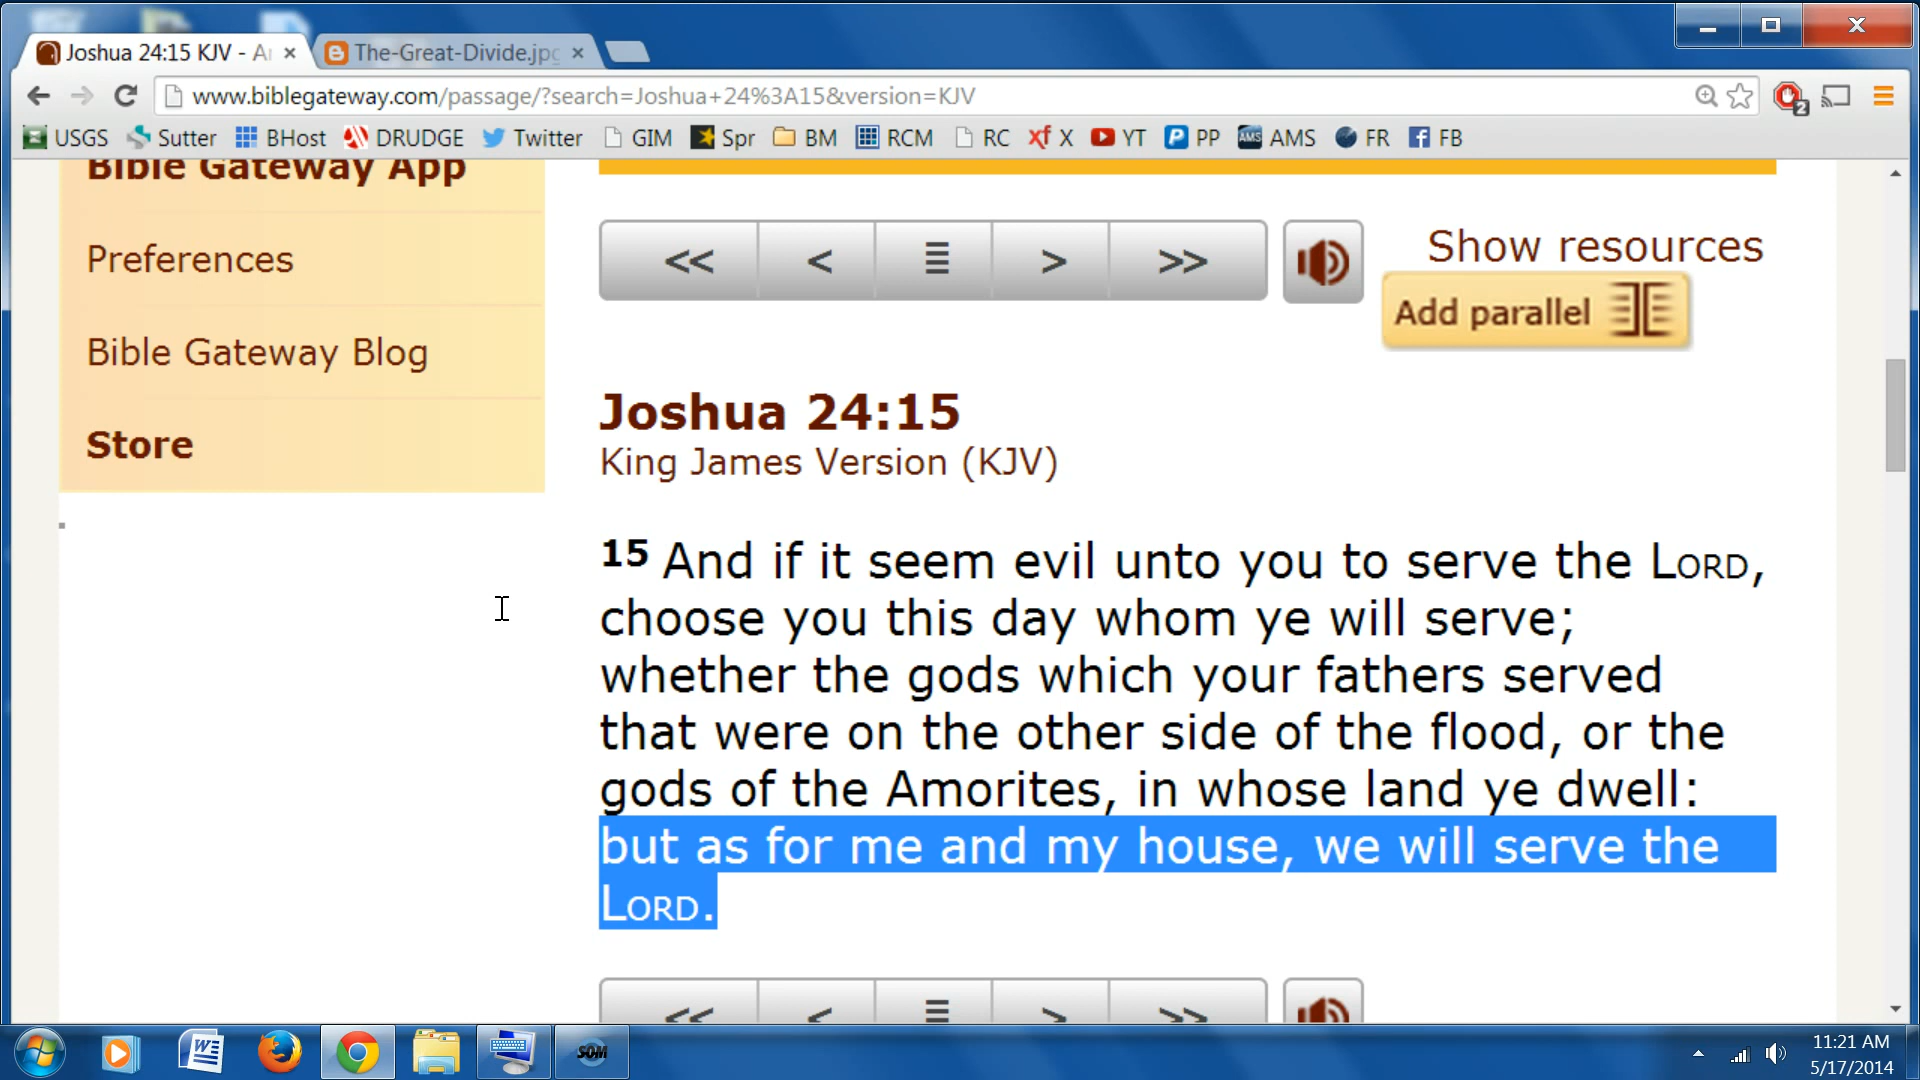 Joshua 24:15 KJV - Ar
The-Great-Divide.jpg
www.biblegateway.com/passage/?search=Joshua+24%3A15&version=KJV
2
USGS Sutter BHost DRUDGE Twitter GIM Spr BM RCM RC X YT PP AMS FR FB
Bible Gateway App
Preferences
Bible Gateway Blog
Store
<< < > >>
Show resources
Add parallel
Joshua 24:15
King James Version (KJV)
15 And if it seem evil unto you to serve the LORD,
choose you this day whom ye will serve;
whether the gods which your fathers served
that were on the other side of the flood, or the
gods of the Amorites, in whose land ye dwell:
but as for me and my house, we will serve the
LORD.
<< < > >>
SOM
11:21 AM
5/17/2014